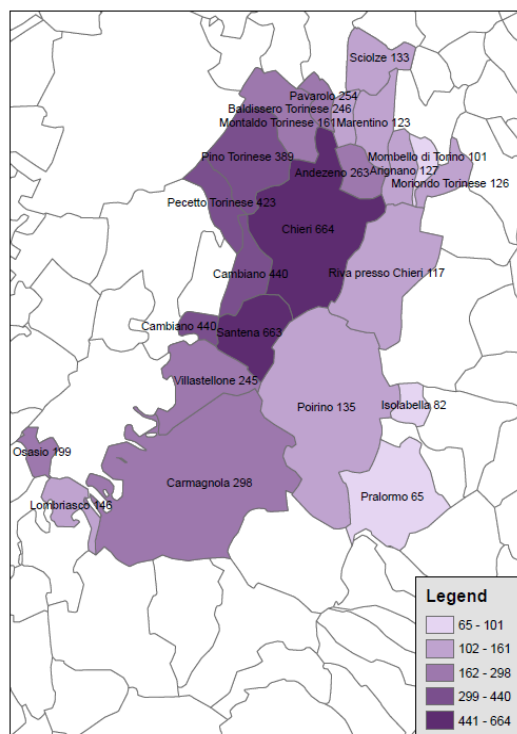 Sciolze 133
Pavarolo 254
Baldissero Torinese 246
Montaldo Torinese 161
Marentino 123
Pino Torinese 389
Mombello di Torino 101
Andezeno 263
Arignano 127
Moriondo Torinese 126
Pecetto Torinese 423
Chieri 664
Cambiano 440
Riva presso Chieri 117
Cambiano 440
Santena 663
Villastellone 245
Poirino 135
Isolabella 82
Osasio 199
Carmagnola 298
Pralormo 65
Lombriasco 146
Legend
65 - 101
102 - 161
162 - 298
299 - 440
441 - 664